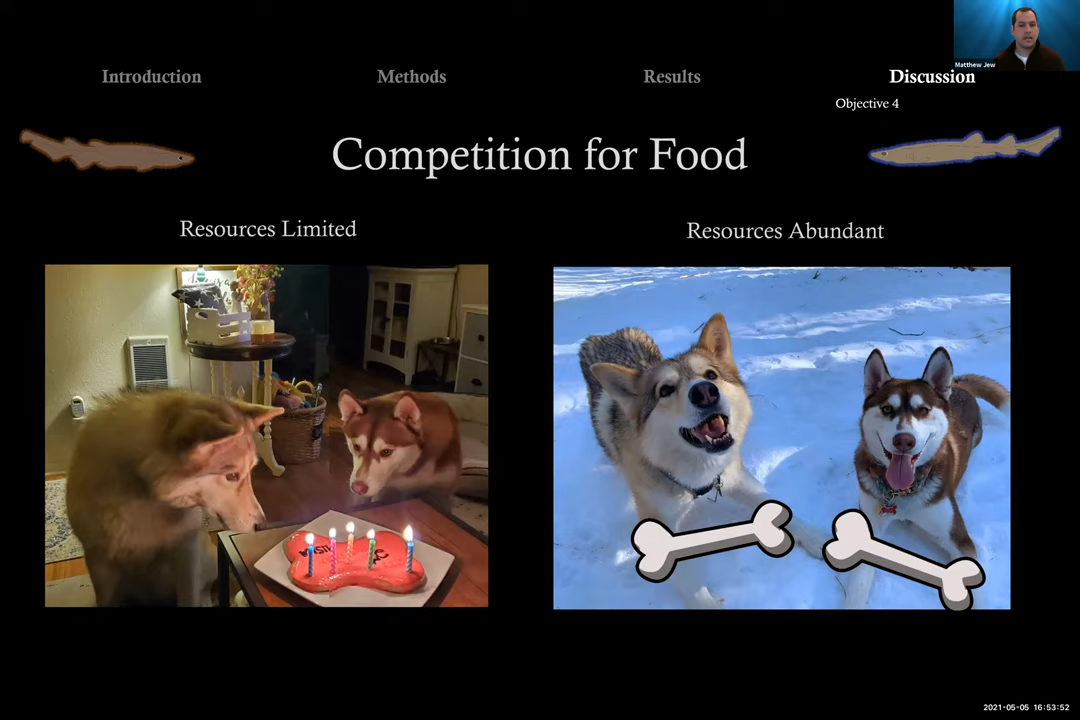 Matthew Jew
Introduction
Methods
Results
Discussion
Objective 4
Competition for Food
Resources Limited
Resources Abundant
2021-05-05 16:53:52